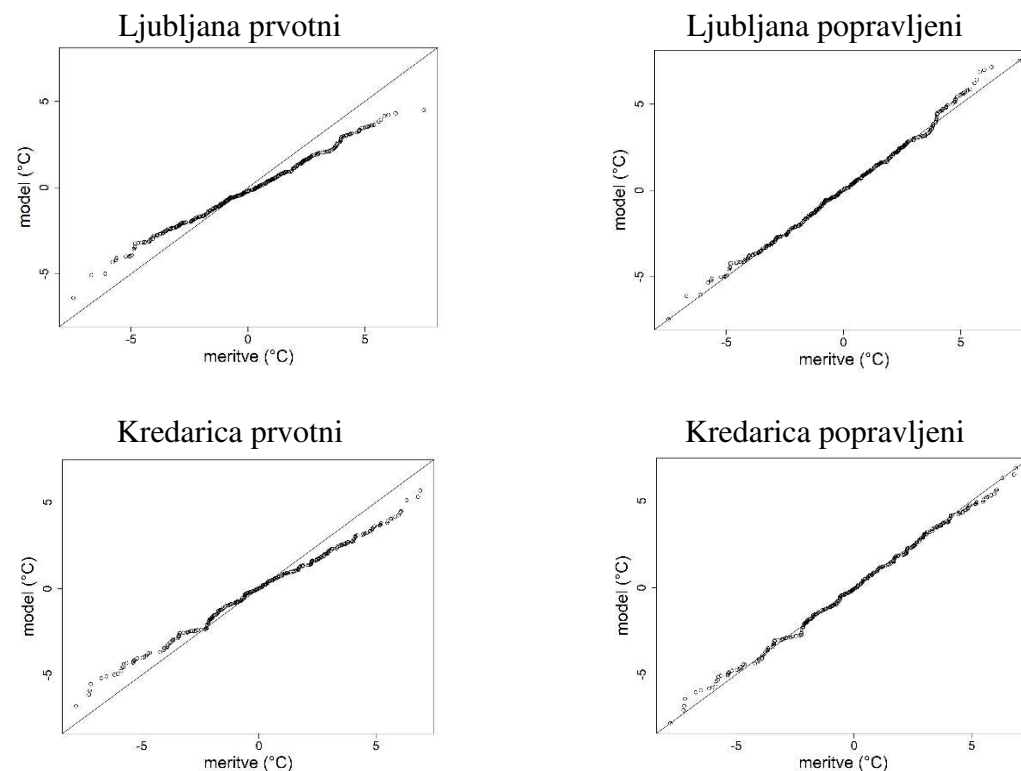 Ljubljana prvotni
model (°C)
5
0
-5
-5
0
5
meritve (°C)
Ljubljana popravljeni
model (°C)
5
0
-5
-5
0
5
meritve (°C)
Kredarica prvotni
model (°C)
5
0
-5
-5
0
5
meritve (°C)
Kredarica popravljeni
model (°C)
5
0
-5
-5
0
5
meritve (°C)